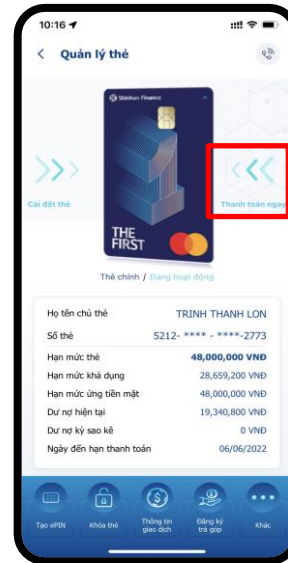 10:16
Quản lý thẻ
Shinhan Finance
Cài đặt thẻ
Thanh toán ngay
THE
FIRST
Thẻ chính / Đang hoạt động
Họ tên chủ thẻ TRINH THANH LON
Số thẻ 5212- **** - ****-2773
Hạn mức thẻ 48,000,000 VNĐ
Hạn mức khả dụng 28,659,200 VNĐ
Hạn mức ứng tiền mặt 48,000,000 VNĐ
Dư nợ hiện tại 19,340,800 VNĐ
Dư nợ kỳ sao kê 0 VNĐ
Ngày đến hạn thanh toán 06/06/2022
Tạo ePIN
Khóa thẻ
Thông tin
giao dịch
Đăng ký
trả góp
Khác